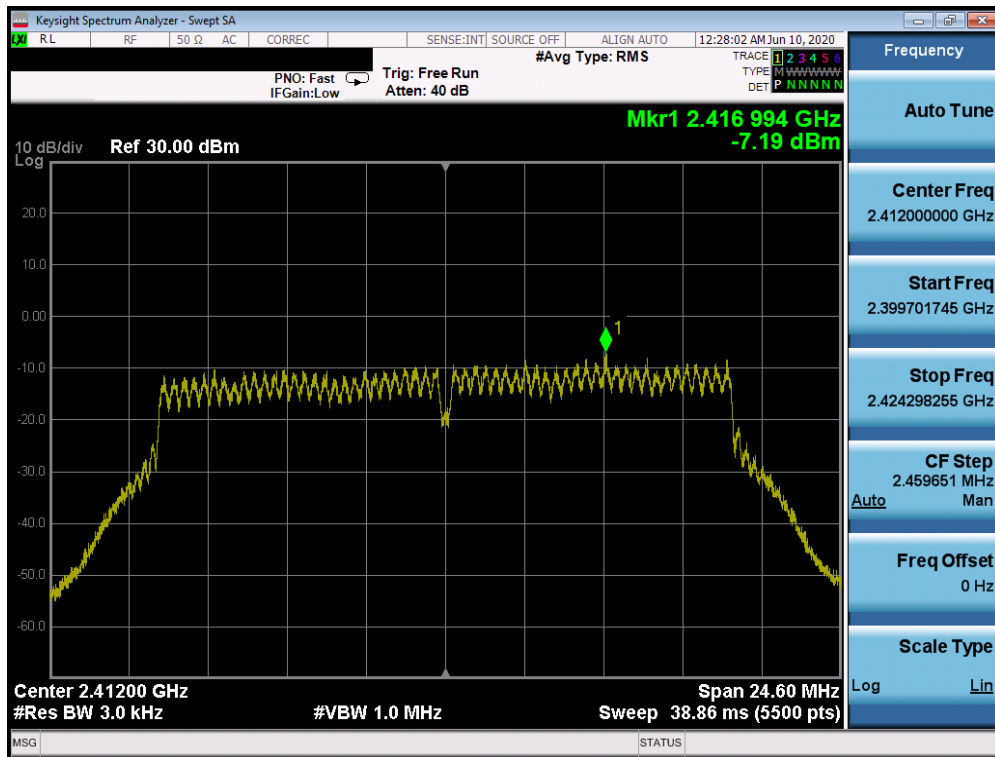 Keysight Spectrum Analyzer - Swept SA
LXI RL RF 50 Ω AC CORREC SENSE:INT SOURCE OFF ALIGN AUTO 12:28:02 AM Jun 10, 2020
#Avg Type: RMS
TRACE 1 2 3 4 5 6
PNO: Fast Trig: Free Run
TYPE M WWWWW
IFGain:Low Atten: 40 dB
DET P N N N N N
Mkr1 2.416 994 GHz
-7.19 dBm
10 dB/div Ref 30.00 dBm
Log
20.0
10.0
0.00
1
-10.0
-20.0
-30.0
-40.0
-50.0
-60.0
Center 2.41200 GHz Span 24.60 MHz
#Res BW 3.0 kHz #VBW 1.0 MHz Sweep 38.86 ms (5500 pts)
MSG STATUS
Frequency
Auto Tune
Center Freq
2.412000000 GHz
Start Freq
2.399701745 GHz
Stop Freq
2.424298255 GHz
CF Step
2.459651 MHz
Auto Man
Freq Offset
0 Hz
Scale Type
Log Lin